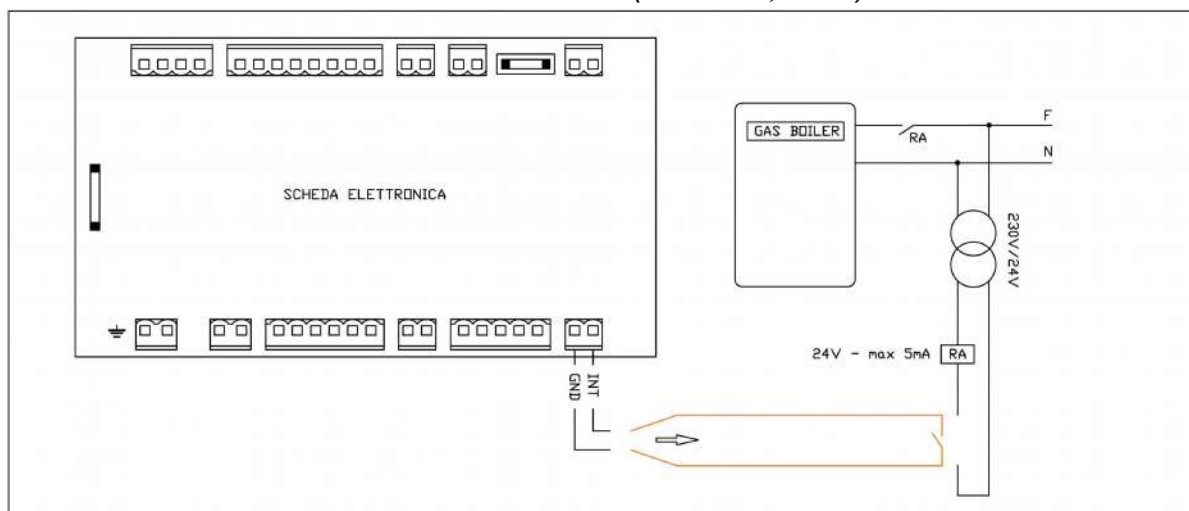 GAS BOILER
RA
F
N
SCHEDA ELETTRONICA
230V/24V
24V - max 5mA
RA
GND
INT